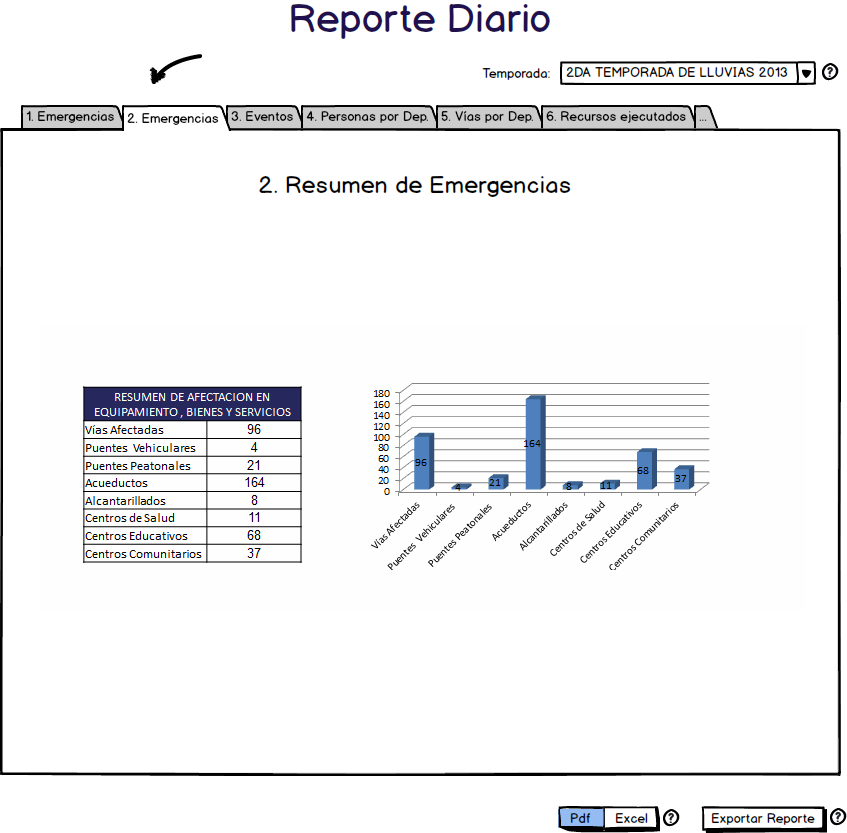 Reporte Diario
Temporada: 2DA TEMPORADA DE LLUVIAS 2013 ?
1. Emergencias 2. Emergencias 3. Eventos 4. Personas por Dep. 5. Vías por Dep. 6. Recursos ejecutados ...
2. Resumen de Emergencias
RESUMEN DE AFECTACION EN
EQUIPAMIENTO , BIENES Y SERVICIOS
Vías Afectadas 96
Puentes Vehiculares 4
Puentes Peatonales 21
Acueductos 164
Alcantarillados 8
Centros de Salud 11
Centros Educativos 68
Centros Comunitarios 37
180
160
140
120
100
80
60
40
20
0
96 4 21 164 8 11 68 37
Vías Afectadas
Puentes Vehiculares
Puentes Peatonales
Acueductos
Alcantarillados
Centros de Salud
Centros Educativos
Centros Comunitarios
Pdf Excel ? Exportar Reporte ?